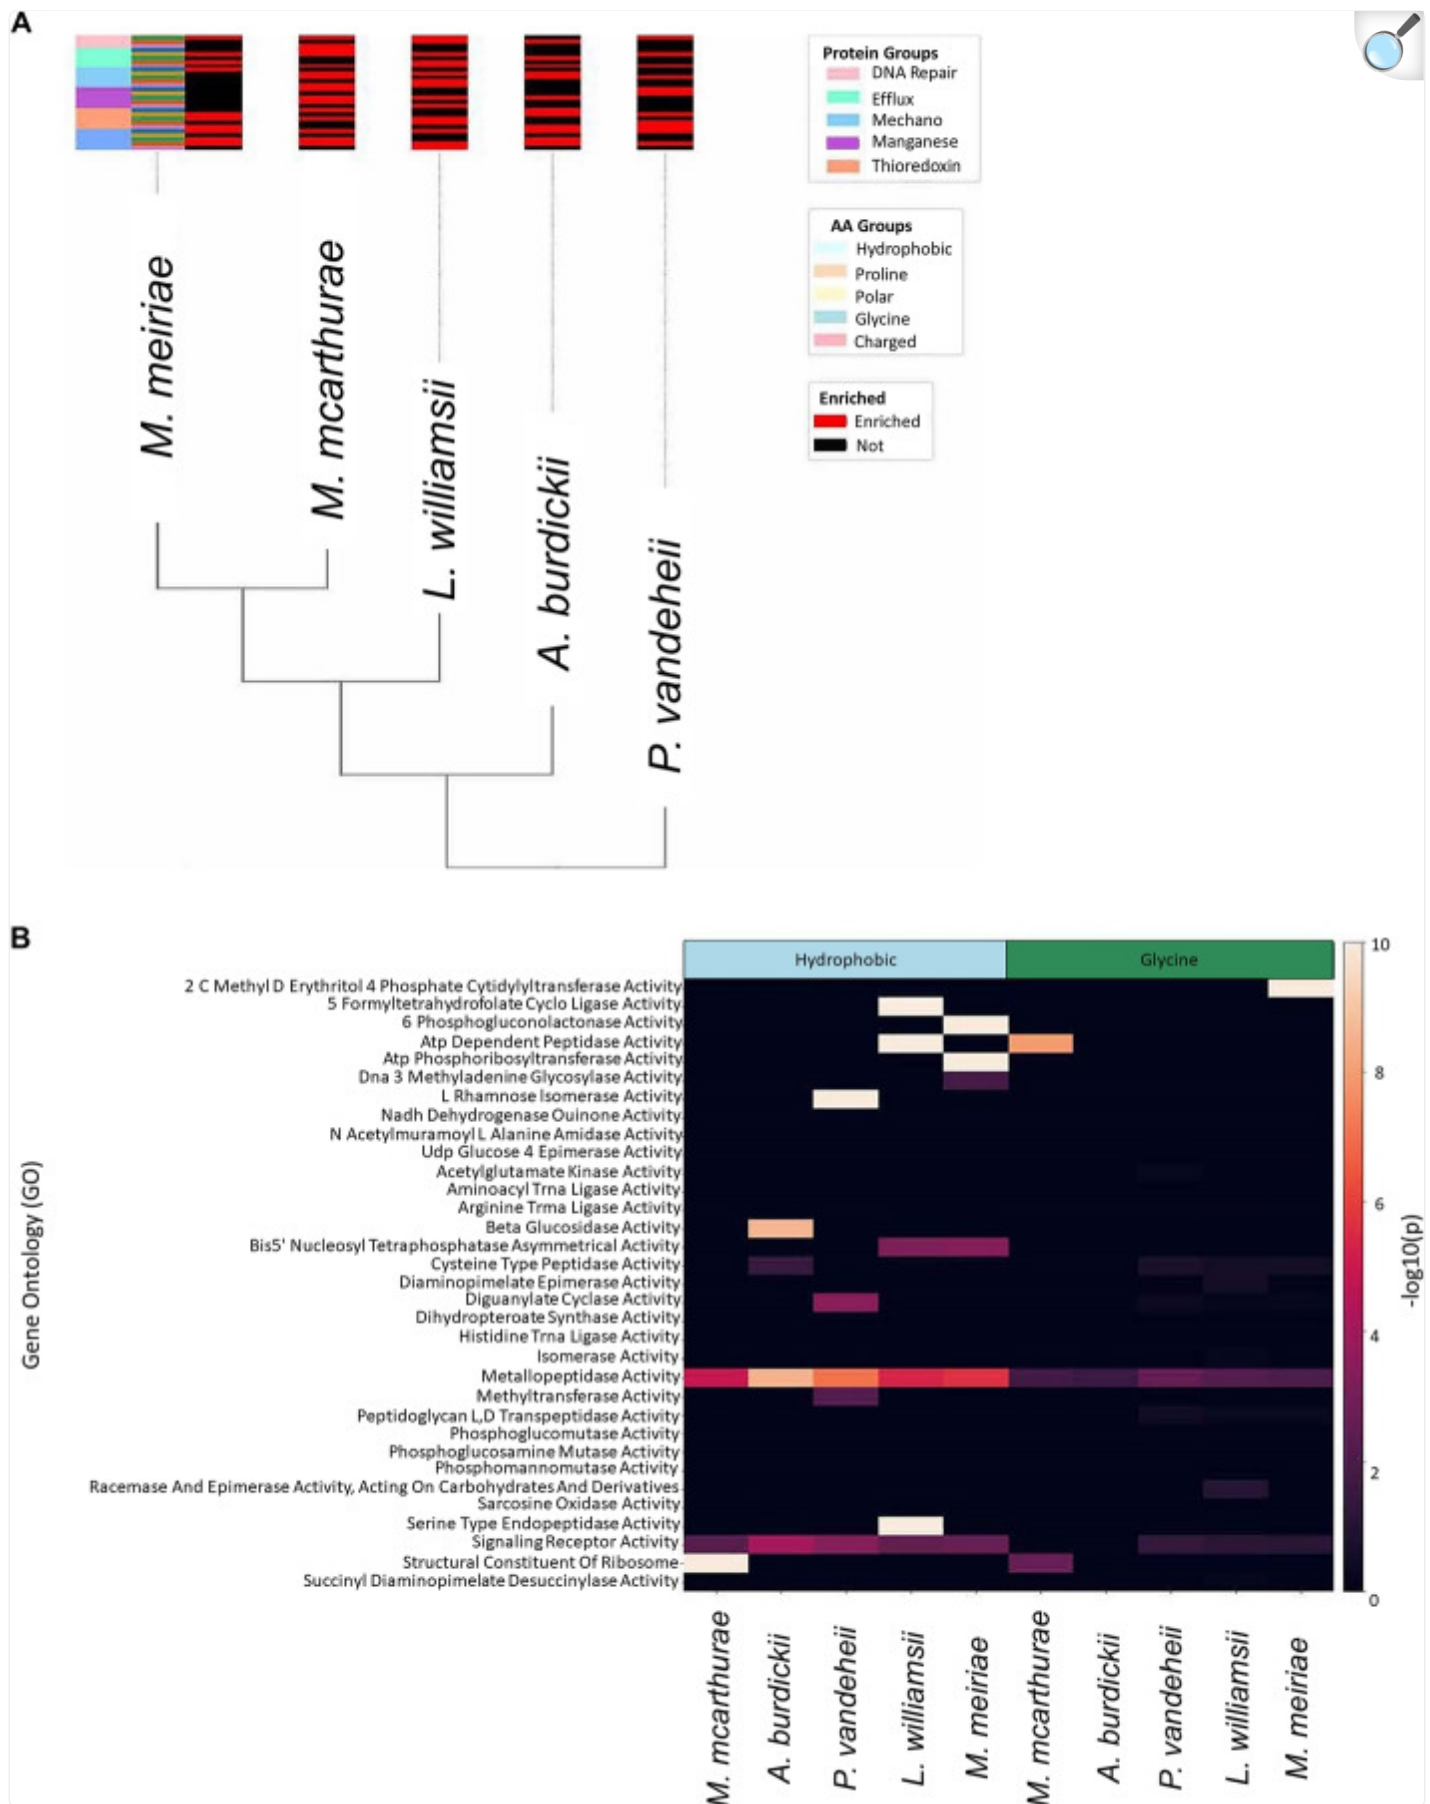 A
M. meiriae
M. mcarthurae
L. williamsii
A. burdickii
P. vandeheii
Protein Groups
DNA Repair
Efflux
Mechano
Manganese
Thioredoxin
AA Groups
Hydrophobic
Proline
Polar
Glycine
Charged
Enriched
Enriched
Not
B
Hydrophobic
Glycine
Gene Ontology (GO)
2 C Methyl D Erythritol 4 Phosphate Cytidylyltransferase Activity
5 Formyltetrahydrofolate Cyclo Ligase Activity
6 Phosphogluconolactonase Activity
Atp Dependent Peptidase Activity
Atp Phosphoribosyltransferase Activity
Dna 3 Methyladenine Glycosylase Activity
L Rhamnose Isomerase Activity
Nadh Dehydrogenase Ouinone Activity
N Acetylmuramoyl L Alanine Amidase Activity
Udp Glucose 4 Epimerase Activity
Acetylglutamate Kinase Activity
Aminoacyl Trna Ligase Activity
Arginine Trma Ligase Activity
Beta Glucosidase Activity
Bis5' Nucleosyl Tetraphosphatase Asymmetrical Activity
Cysteine Type Peptidase Activity
Diaminopimelate Epimerase Activity
Diguanylate Cyclase Activity
Dihydropteroate Synthase Activity
Histidine Trna Ligase Activity
Isomerase Activity
Metallopeptidase Activity
Methyltransferase Activity
Peptidoglycan L,D Transpeptidase Activity
Phosphoglucomutase Activity
Phosphoglucosamine Mutase Activity
Phosphomannomutase Activity
Racemase And Epimerase Activity, Acting On Carbohydrates And Derivatives
Sarcosine Oxidase Activity
Serine Type Endopeptidase Activity
Signaling Receptor Activity
Structural Constituent Of Ribosome
Succinyl Diaminopimelate Desuccinylase Activity
10
8
6
4
2
0
-log10(p)
M. mcarthurae
A. burdickii
P. vandeheii
L. williamsii
M. meiriae
M. mcarthurae
A. burdickii
P. vandeheii
L. williamsii
M. meiriae